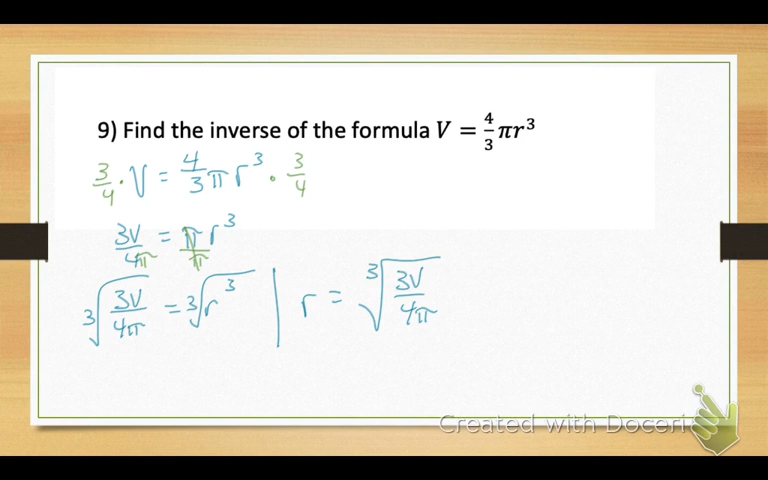 9) Find the inverse of the formula V = 4/3 πr³
3/4 · V = 4/3 π r³ · 3/4
3V/4π = πr³/π
∛(3V/4π) = ∛(r³) | r = ∛(3V/4π)
Created with Doceri